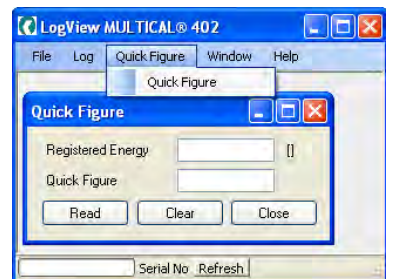 LogView MULTICAL® 402
File Log Quick Figure Window Help
Quick Figure
Quick Figure
Registered Energy []
Quick Figure
Read Clear Close
Serial No Refresh